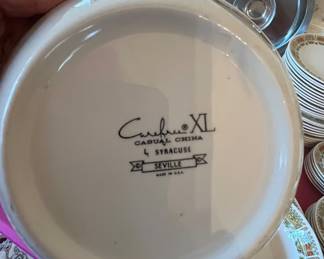 Carefree® XL
CASUAL CHINA
by SYRACUSE
SEVILLE
MADE IN U.S.A.